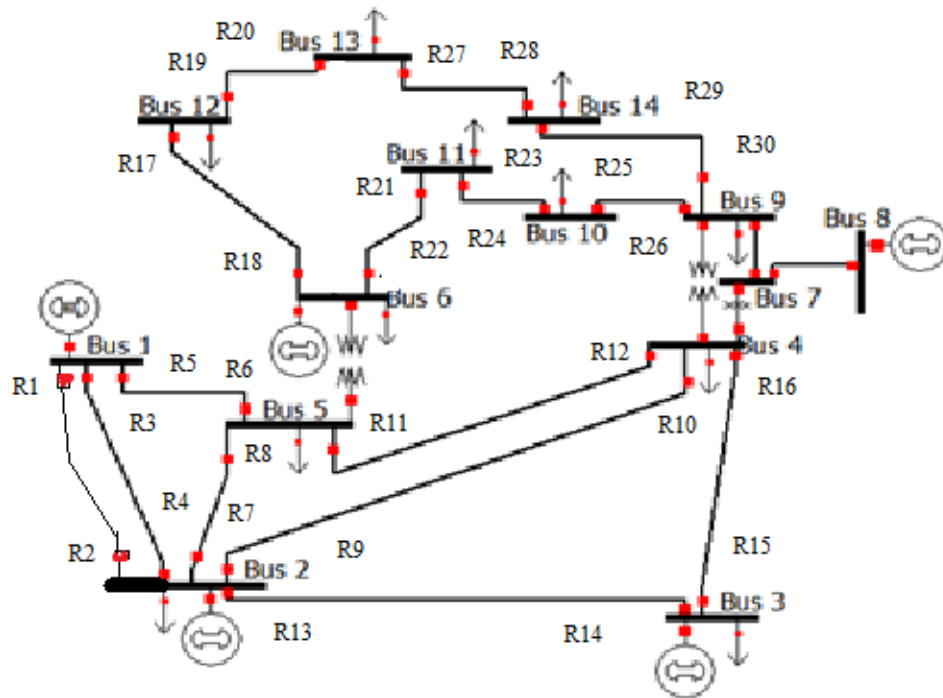 R20
Bus 13
R27
R28
R19
R29
Bus 12
Bus 14
R30
R17
Bus 11
R23
R25
R21
Bus 9
Bus 8
R22
R24
Bus 10
R26
R18
Bus 6
Bus 7
Bus 1
R5
R12
Bus 4
R1
R6
R16
R3
Bus 5
R11
R10
R8
R4
R7
R2
R9
R15
Bus 2
Bus 3
R13
R14